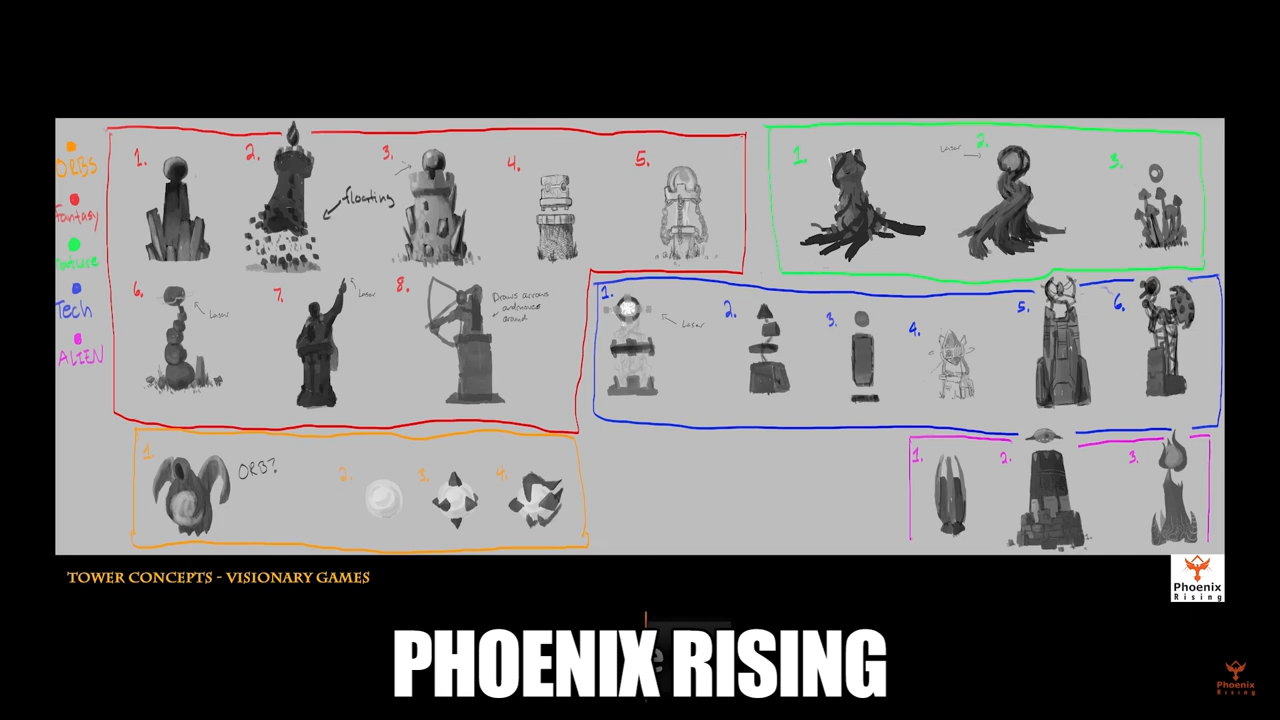 ORBS
Fantasy
nature
Tech
ALIEN
1.
2.
3.
floating
4.
5.
6.
Laser
7.
Laser
8.
Draws arrows
around
1.
Laser
2.
3.
1.
Laser
2.
3.
4.
5.
6.
1.
ORB?
2.
3.
4.
1.
2.
3.
TOWER CONCEPTS - VISIONARY GAMES
Phoenix
Rising
PHOENIX RISING
Phoenix
Rising